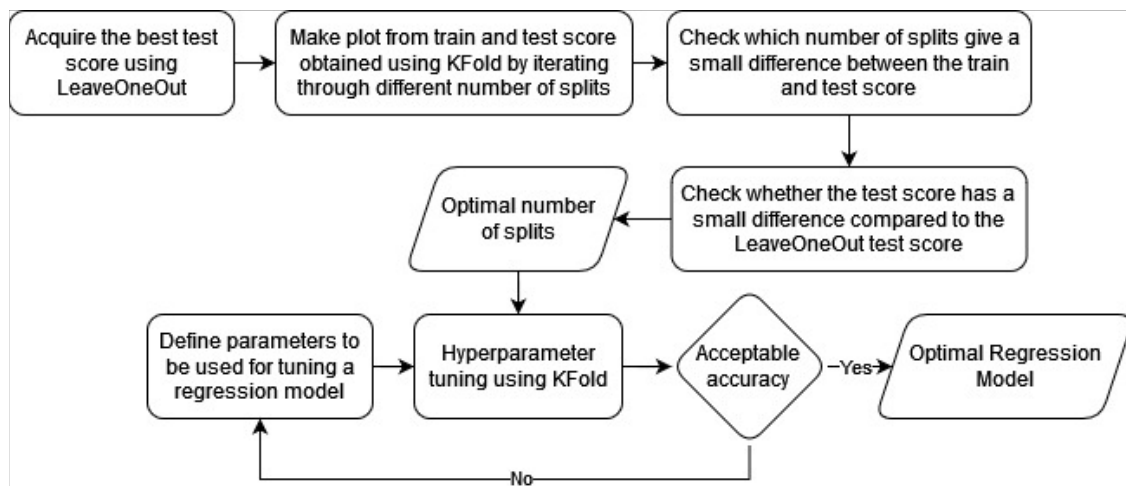 Acquire the best test
score using
LeaveOneOut
Make plot from train and test score
obtained using KFold by iterating
through different number of splits
Check which number of splits give a
small difference between the train
and test score
Check whether the test score has a
small difference compared to the
LeaveOneOut test score
Optimal number
of splits
Define parameters to
be used for tuning a
regression model
Hyperparameter
tuning using KFold
Acceptable
accuracy
Yes
Optimal Regression
Model
No